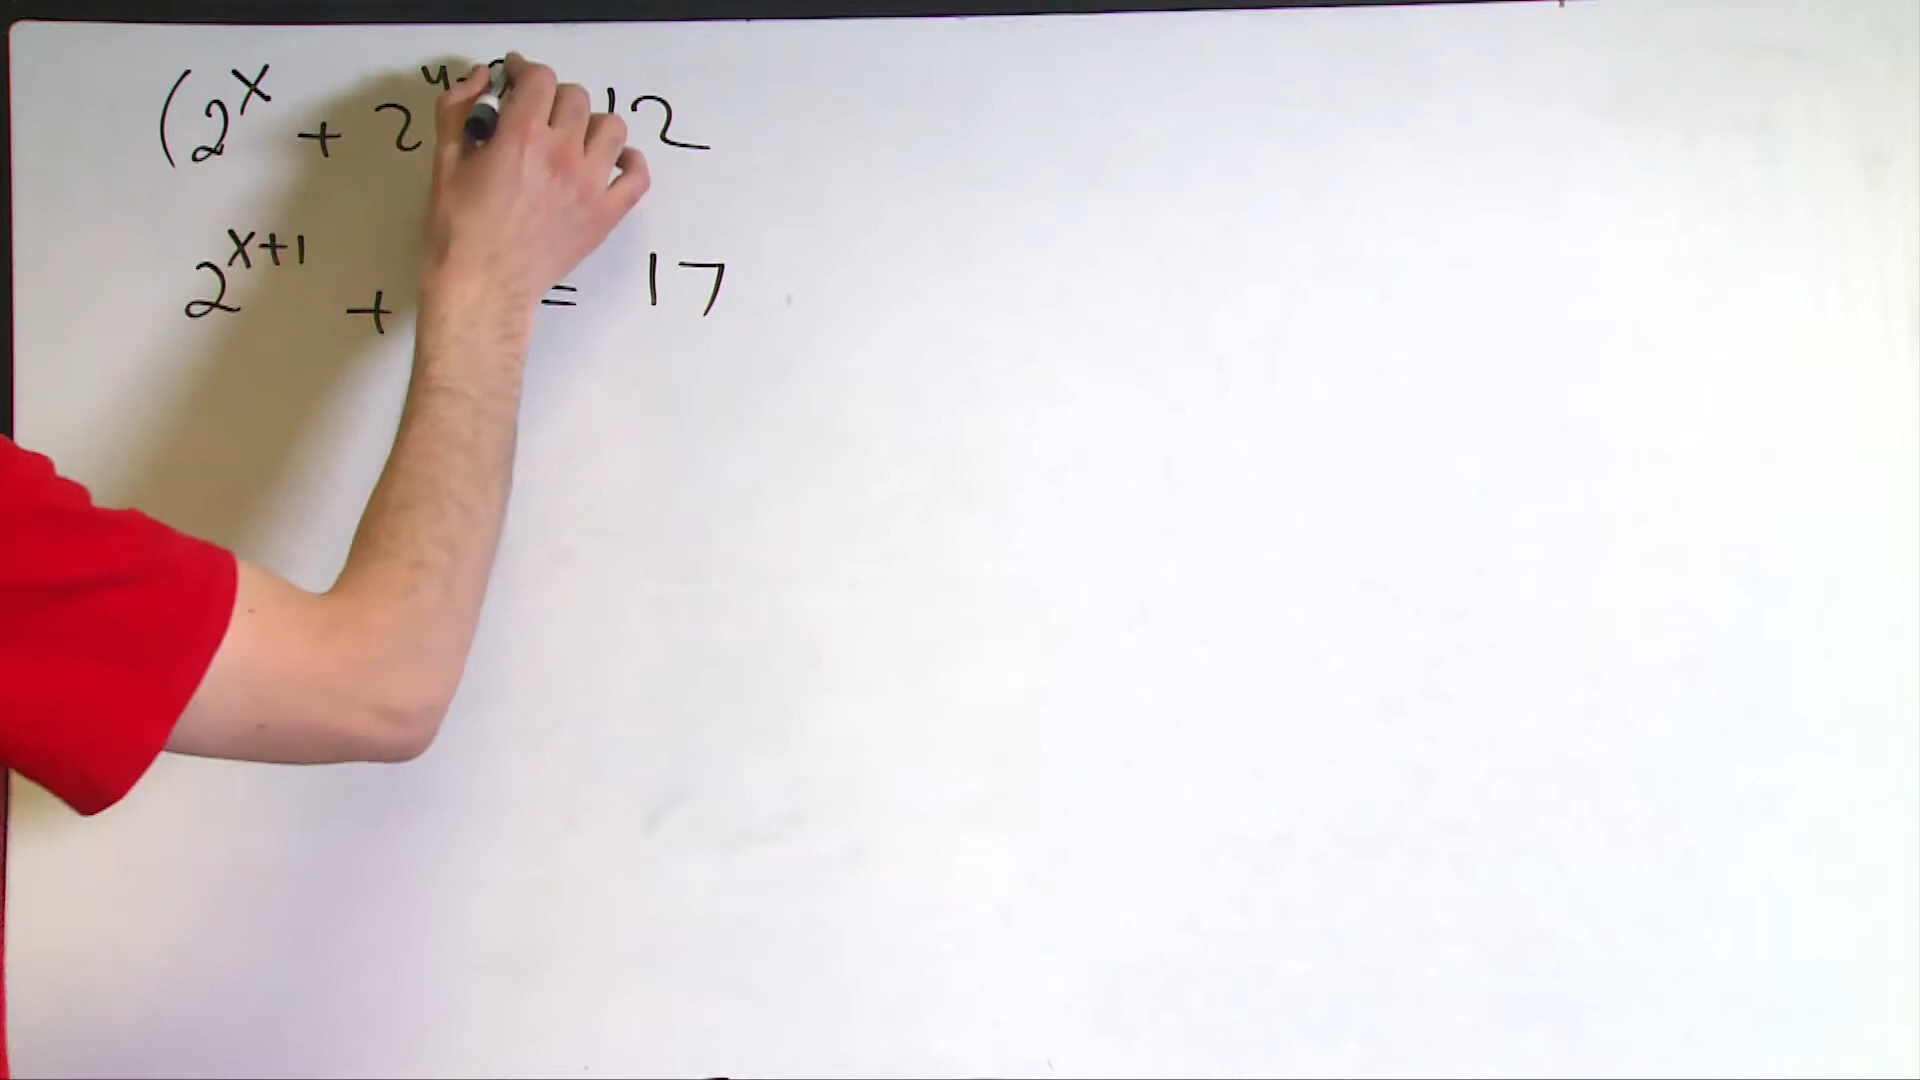 (2^x + 2^y 12
2^{x+1} + = 17